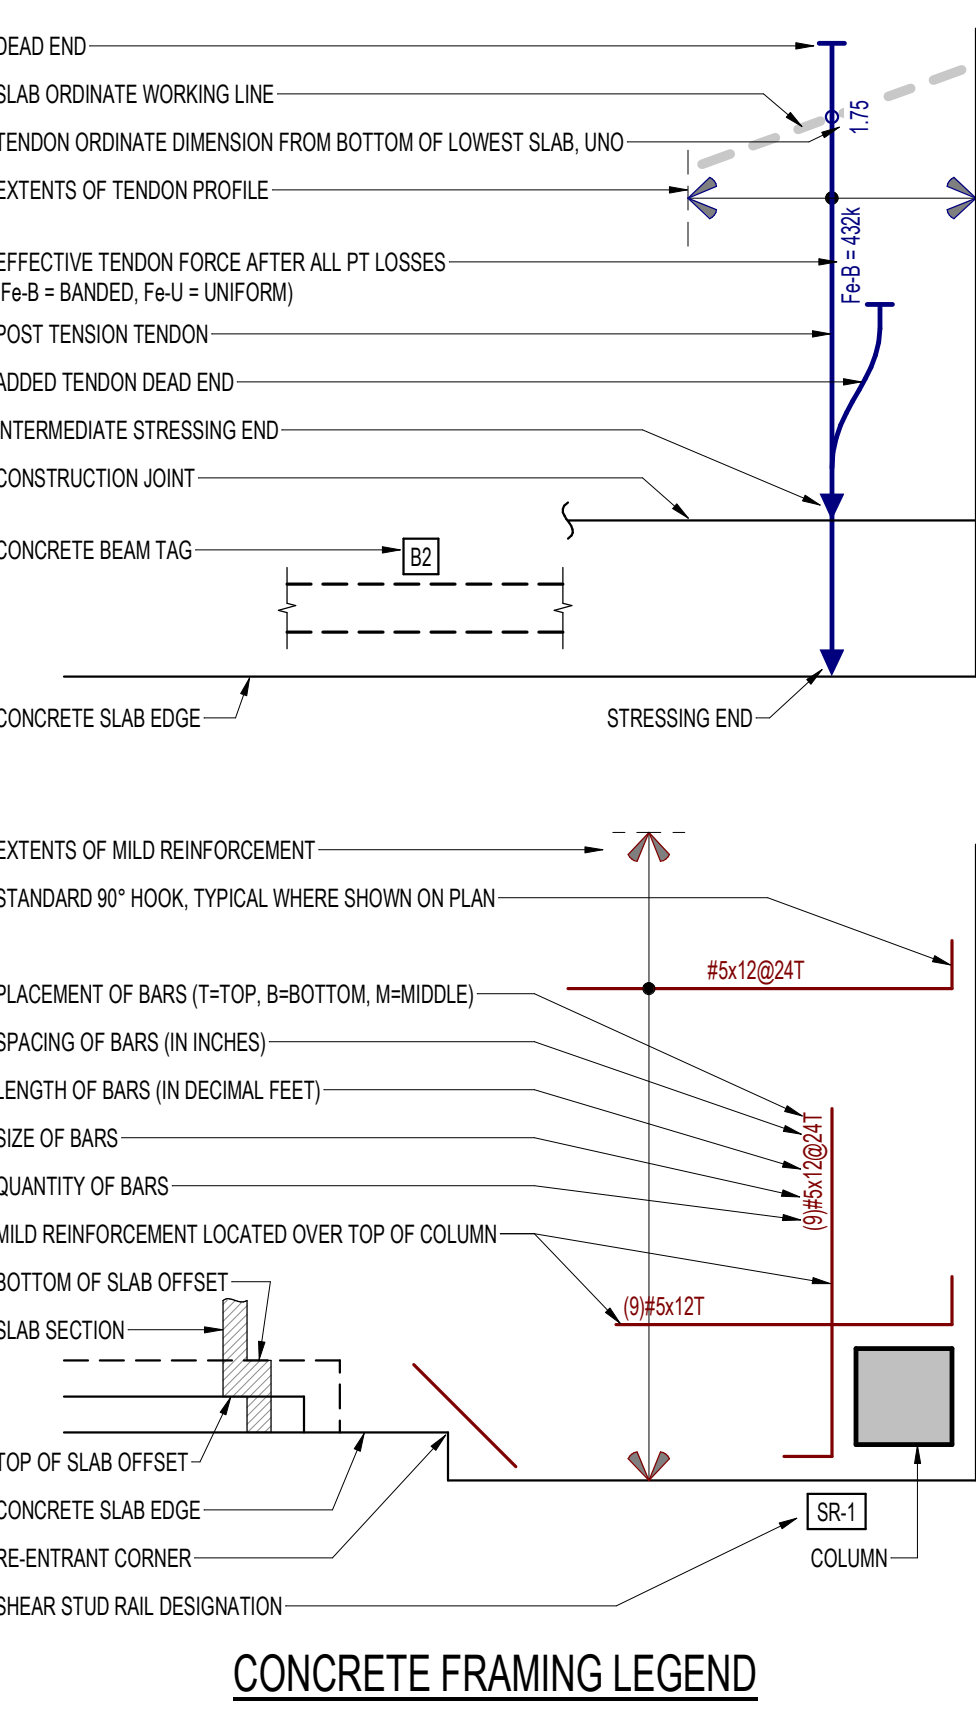 DEAD END
SLAB ORDINATE WORKING LINE
1.75
TENDON ORDINATE DIMENSION FROM BOTTOM OF LOWEST SLAB, UNO
EXTENTS OF TENDON PROFILE
EFFECTIVE TENDON FORCE AFTER ALL PT LOSSES
(Fe-B = BANDED, Fe-U = UNIFORM)
Fe-B = 432k
POST TENSION TENDON
ADDED TENDON DEAD END
INTERMEDIATE STRESSING END
CONSTRUCTION JOINT
CONCRETE BEAM TAG
B2
CONCRETE SLAB EDGE
STRESSING END
EXTENTS OF MILD REINFORCEMENT
STANDARD 90° HOOK, TYPICAL WHERE SHOWN ON PLAN
#5x12@24T
PLACEMENT OF BARS (T=TOP, B=BOTTOM, M=MIDDLE)
SPACING OF BARS (IN INCHES)
LENGTH OF BARS (IN DECIMAL FEET)
SIZE OF BARS
QUANTITY OF BARS
(9)#5x12@24T
MILD REINFORCEMENT LOCATED OVER TOP OF COLUMN
BOTTOM OF SLAB OFFSET
(9)#5x12T
SLAB SECTION
TOP OF SLAB OFFSET
CONCRETE SLAB EDGE
SR-1
RE-ENTRANT CORNER
COLUMN
SHEAR STUD RAIL DESIGNATION
CONCRETE FRAMING LEGEND